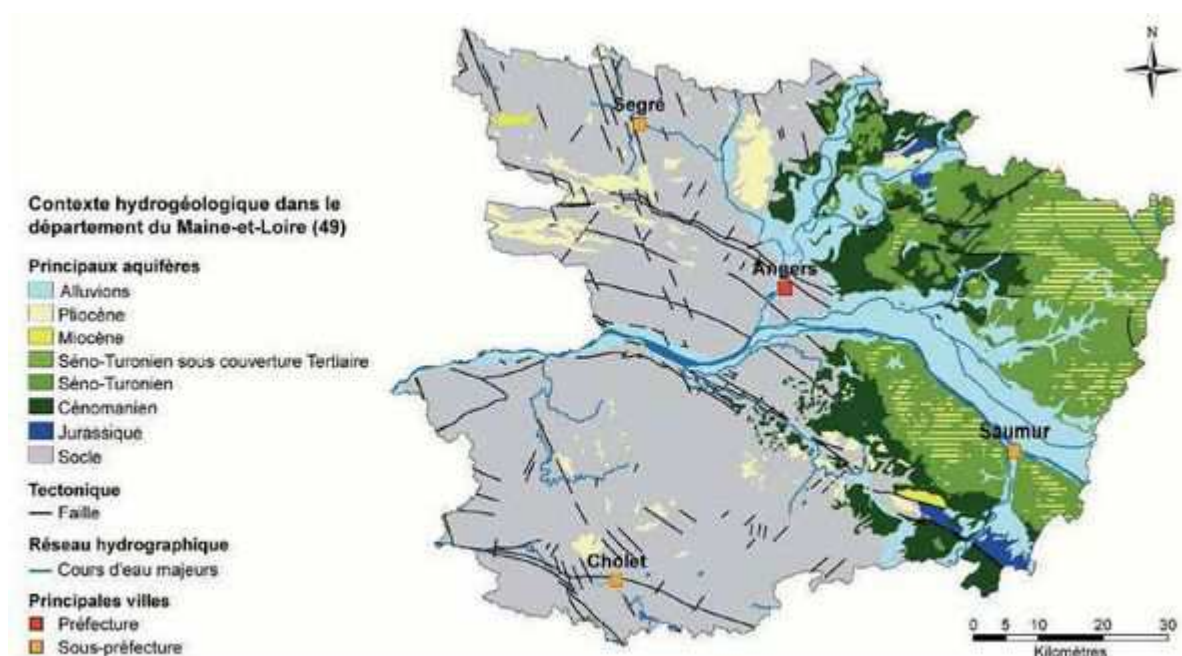 N
Segré
Contexte hydrogéologique dans le
département du Maine-et-Loire (49)
Principaux aquifères
Alluvions
Pliocène
Miocène
Séno-Turonien sous couverture Tertiaire
Séno-Turonien
Cénomanien
Jurassique
Socle
Tectonique
Faille
Réseau hydrographique
Cours d'eau majeurs
Principales villes
Préfecture
Sous-préfecture
Angers
Saumur
Cholet
0 5 10 20 30
Kilomètres